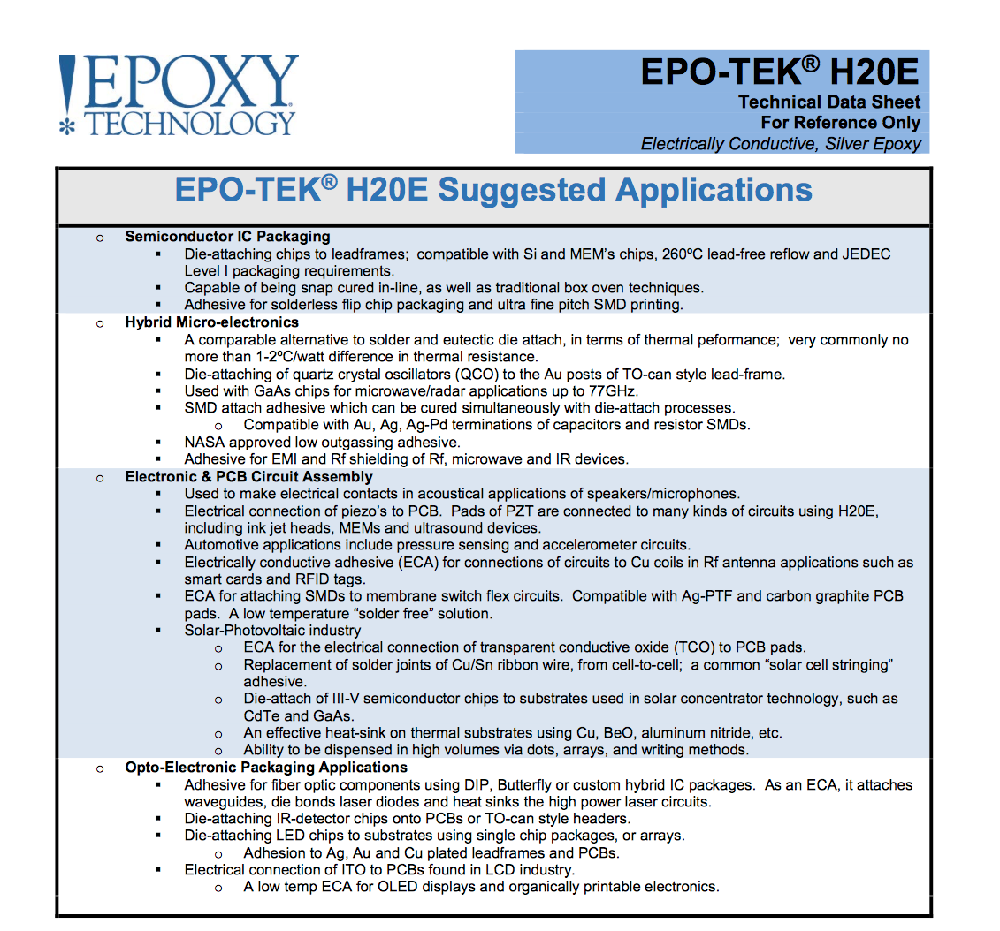 EPOXY
TECHNOLOGY
EPO-TEK® H20E
Technical Data Sheet
For Reference Only
Electrically Conductive, Silver Epoxy
EPO-TEK® H20E Suggested Applications
o Semiconductor IC Packaging
▪ Die-attaching chips to leadframes; compatible with Si and MEM's chips, 260ºC lead-free reflow and JEDEC
Level I packaging requirements.
▪ Capable of being snap cured in-line, as well as traditional box oven techniques.
▪ Adhesive for solderless flip chip packaging and ultra fine pitch SMD printing.
o Hybrid Micro-electronics
▪ A comparable alternative to solder and eutectic die attach, in terms of thermal peformance; very commonly no
more than 1-2ºC/watt difference in thermal resistance.
▪ Die-attaching of quartz crystal oscillators (QCO) to the Au posts of TO-can style lead-frame.
▪ Used with GaAs chips for microwave/radar applications up to 77GHz.
▪ SMD attach adhesive which can be cured simultaneously with die-attach processes.
o Compatible with Au, Ag, Ag-Pd terminations of capacitors and resistor SMDs.
▪ NASA approved low outgassing adhesive.
▪ Adhesive for EMI and Rf shielding of Rf, microwave and IR devices.
o Electronic & PCB Circuit Assembly
▪ Used to make electrical contacts in acoustical applications of speakers/microphones.
▪ Electrical connection of piezo's to PCB. Pads of PZT are connected to many kinds of circuits using H20E,
including ink jet heads, MEMs and ultrasound devices.
▪ Automotive applications include pressure sensing and accelerometer circuits.
▪ Electrically conductive adhesive (ECA) for connections of circuits to Cu coils in Rf antenna applications such as
smart cards and RFID tags.
▪ ECA for attaching SMDs to membrane switch flex circuits. Compatible with Ag-PTF and carbon graphite PCB
pads. A low temperature “solder free” solution.
▪ Solar-Photovoltaic industry
o ECA for the electrical connection of transparent conductive oxide (TCO) to PCB pads.
o Replacement of solder joints of Cu/Sn ribbon wire, from cell-to-cell; a common “solar cell stringing”
adhesive.
o Die-attach of III-V semiconductor chips to substrates used in solar concentrator technology, such as
CdTe and GaAs.
o An effective heat-sink on thermal substrates using Cu, BeO, aluminum nitride, etc.
o Ability to be dispensed in high volumes via dots, arrays, and writing methods.
o Opto-Electronic Packaging Applications
▪ Adhesive for fiber optic components using DIP, Butterfly or custom hybrid IC packages. As an ECA, it attaches
waveguides, die bonds laser diodes and heat sinks the high power laser circuits.
▪ Die-attaching IR-detector chips onto PCBs or TO-can style headers.
▪ Die-attaching LED chips to substrates using single chip packages, or arrays.
o Adhesion to Ag, Au and Cu plated leadframes and PCBs.
▪ Electrical connection of ITO to PCBs found in LCD industry.
o A low temp ECA for OLED displays and organically printable electronics.